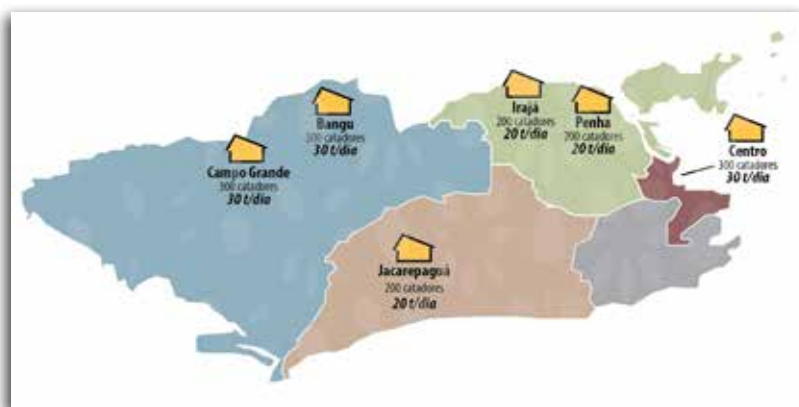 Bangu
300 catadores
30 t/dia
Campo Grande
300 catadores
30 t/dia
Irajá
200 catadores
20 t/dia
Penha
200 catadores
20 t/dia
Centro
300 catadores
30 t/dia
Jacarepaguá
200 catadores
20 t/dia